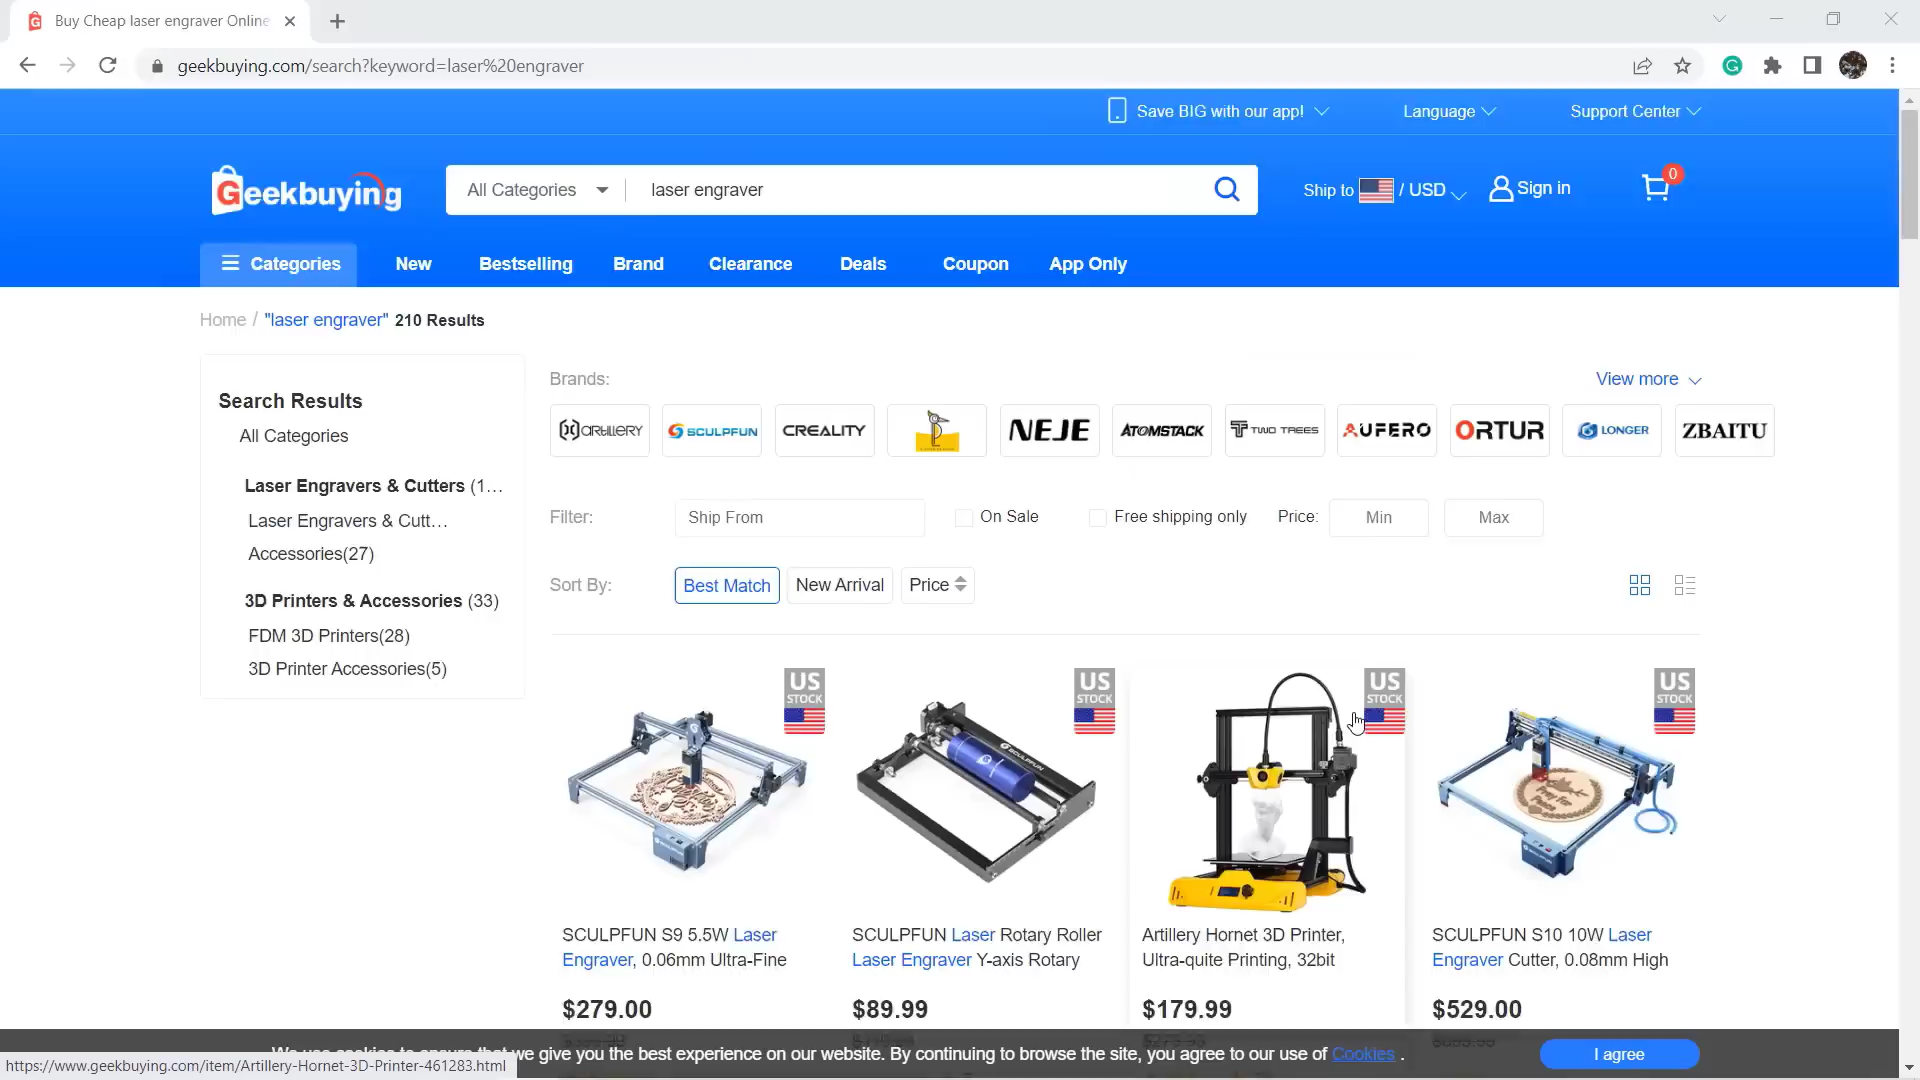 Buy Cheap laser engraver Online
geekbuying.com/search?keyword=laser%20engraver
Save BIG with our app!
Language
Support Center
Geekbuying
All Categories
laser engraver
Ship to / USD
Sign in
0
Categories
New
Bestselling
Brand
Clearance
Deals
Coupon
App Only
Home / "laser engraver" 210 Results
Search Results
All Categories
Laser Engravers & Cutters (1...
Laser Engravers & Cutt...
Accessories(27)
3D Printers & Accessories (33)
FDM 3D Printers(28)
3D Printer Accessories(5)
Brands:
View more
ARTILLERY
SCULPFUN
CREALITY
NEJE
ATOMSTACK
TWO TREES
AUFERO
ORTUR
LONGER
ZBAITU
Filter:
Ship From
On Sale
Free shipping only
Price:
Min
Max
Sort By:
Best Match
New Arrival
Price
US
STOCK
US
STOCK
US
STOCK
US
STOCK
SCULPFUN S9 5.5W Laser
Engraver, 0.06mm Ultra-Fine
$279.00
SCULPFUN Laser Rotary Roller
Laser Engraver Y-axis Rotary
$89.99
Artillery Hornet 3D Printer,
Ultra-quite Printing, 32bit
$179.99
SCULPFUN S10 10W Laser
Engraver Cutter, 0.08mm High
$529.00
We use cookies to ensure that we give you the best experience on our website. By continuing to browse the site, you agree to our use of Cookies .
I agree
https://www.geekbuying.com/item/Artillery-Hornet-3D-Printer-461283.html